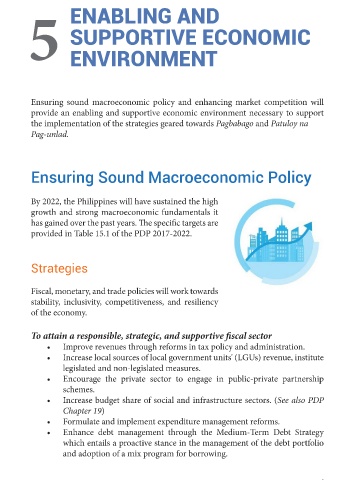 5
ENABLING AND
SUPPORTIVE ECONOMIC
ENVIRONMENT
Ensuring sound macroeconomic policy and enhancing market competition will
provide an enabling and supportive economic environment necessary to support
the implementation of the strategies geared towards Pagbabago and Patuloy na
Pag-unlad.
Ensuring Sound Macroeconomic Policy
By 2022, the Philippines will have sustained the high
growth and strong macroeconomic fundamentals it
has gained over the past years. The specific targets are
provided in Table 15.1 of the PDP 2017-2022.
Strategies
Fiscal, monetary, and trade policies will work towards
stability, inclusivity, competitiveness, and resiliency
of the economy.
To attain a responsible, strategic, and supportive fiscal sector
• Improve revenues through reforms in tax policy and administration.
• Increase local sources of local government units' (LGUs) revenue, institute
legislated and non-legislated measures.
• Encourage the private sector to engage in public-private partnership
schemes.
• Increase budget share of social and infrastructure sectors. (See also PDP
Chapter 19)
• Formulate and implement expenditure management reforms.
• Enhance debt management through the Medium-Term Debt Strategy
which entails a proactive stance in the management of the debt portfolio
and adoption of a mix program for borrowing.